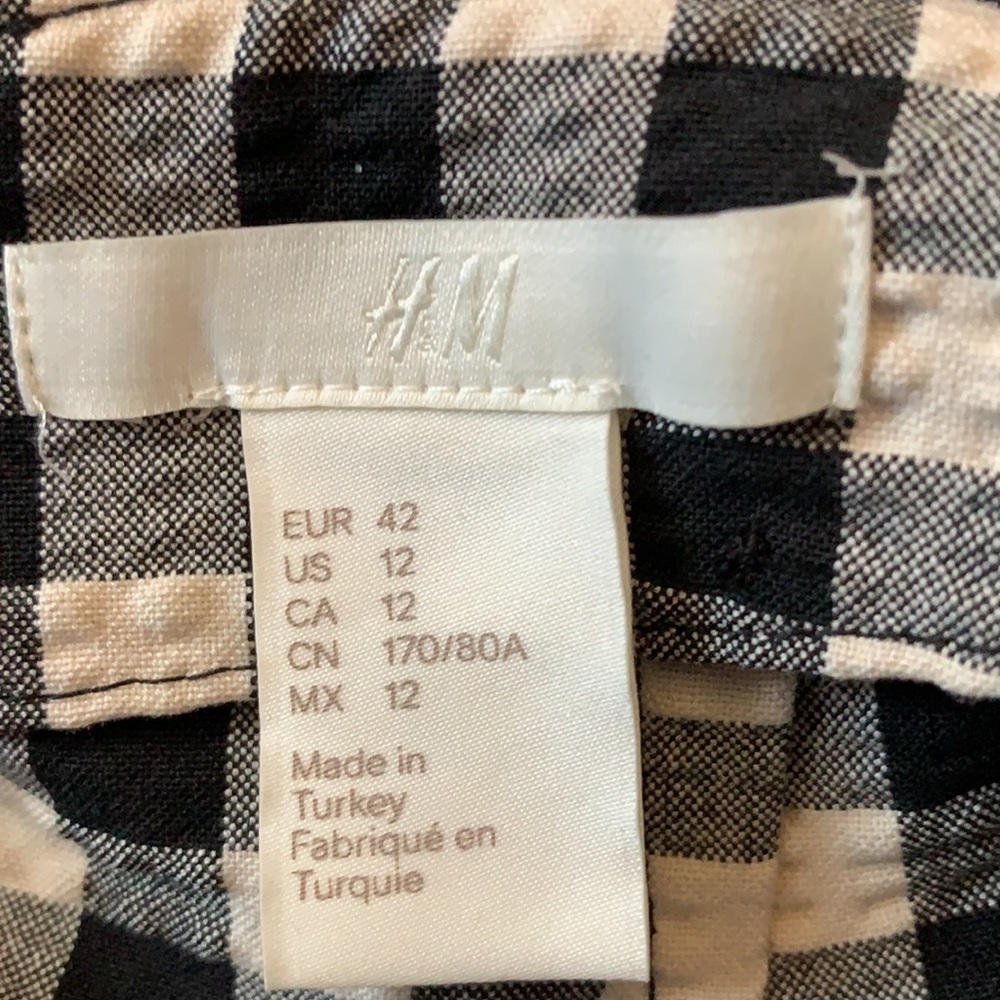 H&M
EUR 42
US 12
CA 12
CN 170/80A
MX 12
Made in
Turkey
Fabriqué en
Turquie